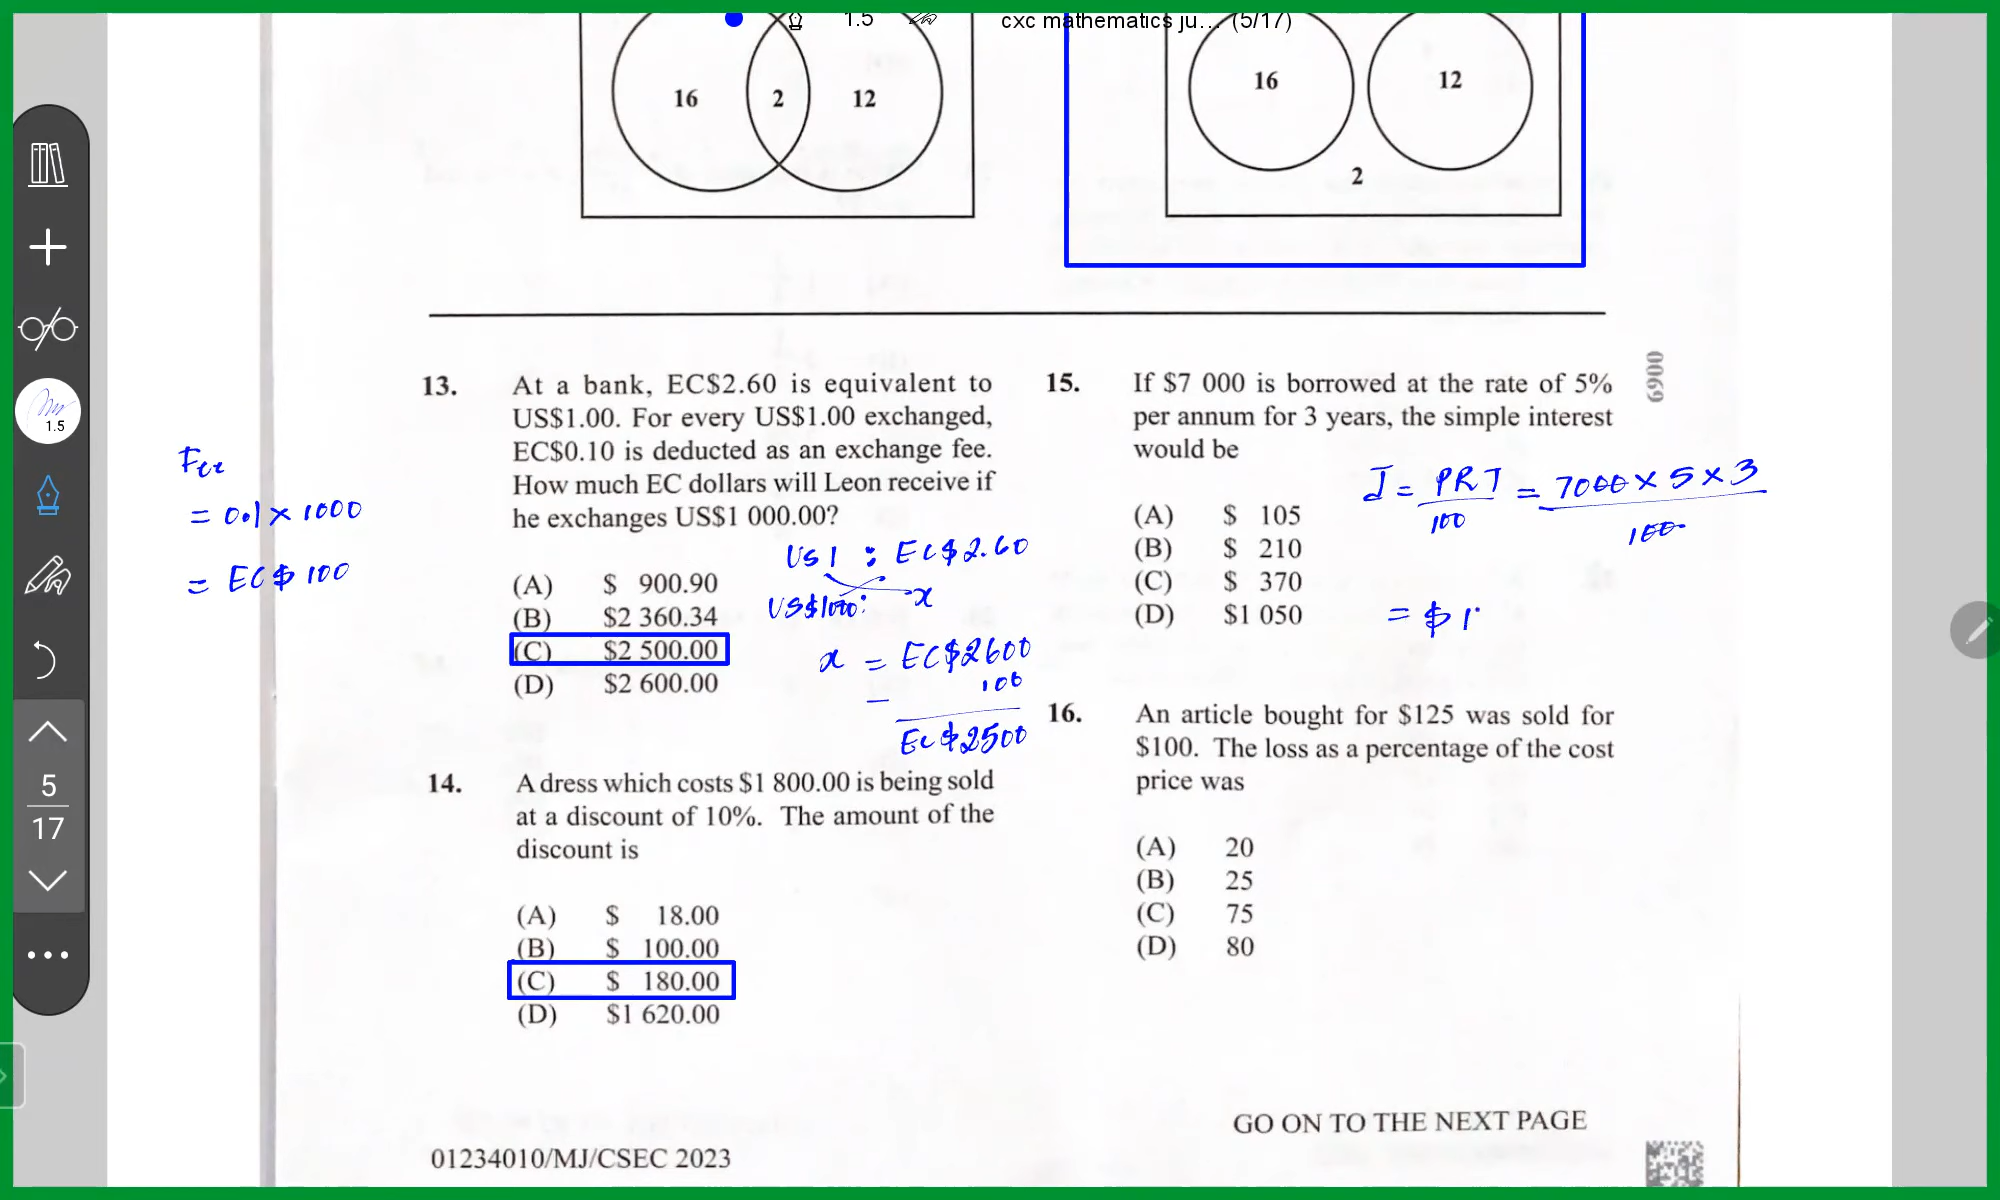 1.5 cxc mathematics ju... (5/17)
16 2 12
16 12
2
13. At a bank, EC$2.60 is equivalent to
US$1.00. For every US$1.00 exchanged,
EC$0.10 is deducted as an exchange fee.
How much EC dollars will Leon receive if
he exchanges US$1 000.00?
(A) $ 900.90
(B) $2 360.34
(C) $2 500.00
(D) $2 600.00
Fee
= 0.1 × 1000
= EC$ 100
US 1 : EC$2.60
US$1000: x
x = EC$2600
- 100
EC$2500
14. A dress which costs $1 800.00 is being sold
at a discount of 10%. The amount of the
discount is
(A) $ 18.00
(B) $ 100.00
(C) $ 180.00
(D) $1 620.00
15. If $7 000 is borrowed at the rate of 5%
per annum for 3 years, the simple interest
would be
(A) $ 105
(B) $ 210
(C) $ 370
(D) $1 050
I = PRT = 7000 × 5 × 3
100 100
= $ 1
16. An article bought for $125 was sold for
$100. The loss as a percentage of the cost
price was
(A) 20
(B) 25
(C) 75
(D) 80
0069
GO ON TO THE NEXT PAGE
01234010/MJ/CSEC 2023
1.5
5
17